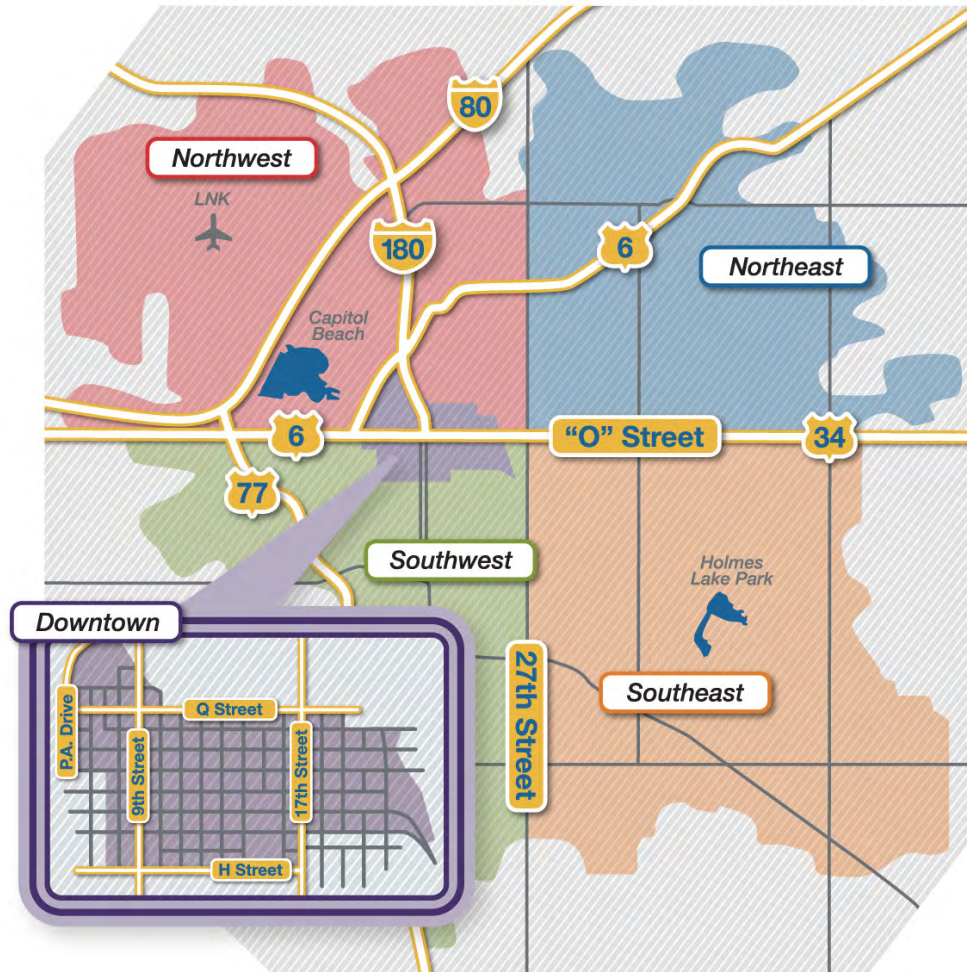 80
Northwest
LNK
180
6
Northeast
Capitol
Beach
6
"O" Street
34
77
Southwest
Holmes
Lake Park
Downtown
27th Street
Southeast
P.A. Drive
Q Street
9th Street
17th Street
H Street